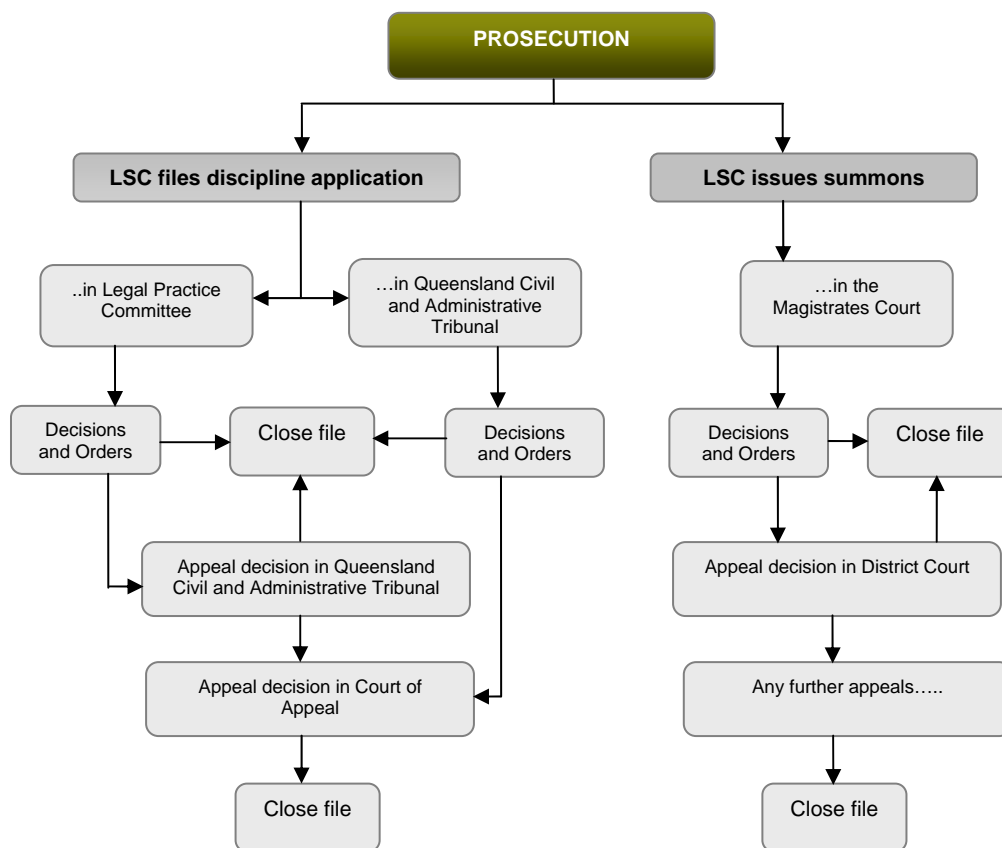 PROSECUTION
LSC files discipline application
LSC issues summons
..in Legal Practice
Committee
…in Queensland Civil
and Administrative
Tribunal
…in the
Magistrates Court
Decisions
and Orders
Close file
Decisions
and Orders
Decisions
and Orders
Close file
Appeal decision in Queensland
Civil and Administrative Tribunal
Appeal decision in District Court
Appeal decision in Court of
Appeal
Any further appeals…..
Close file
Close file